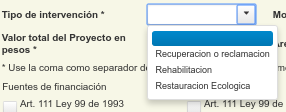 Tipo de intervención * Mo
Valor total del Proyecto en
pesos *
Recuperacion o reclamacion
Rehabilitacion
Restauracion Ecologica
* Use la coma como separador de
Fuentes de financiación
Art. 111 Ley 99 de 1993 Art. 111 Ley 99 de